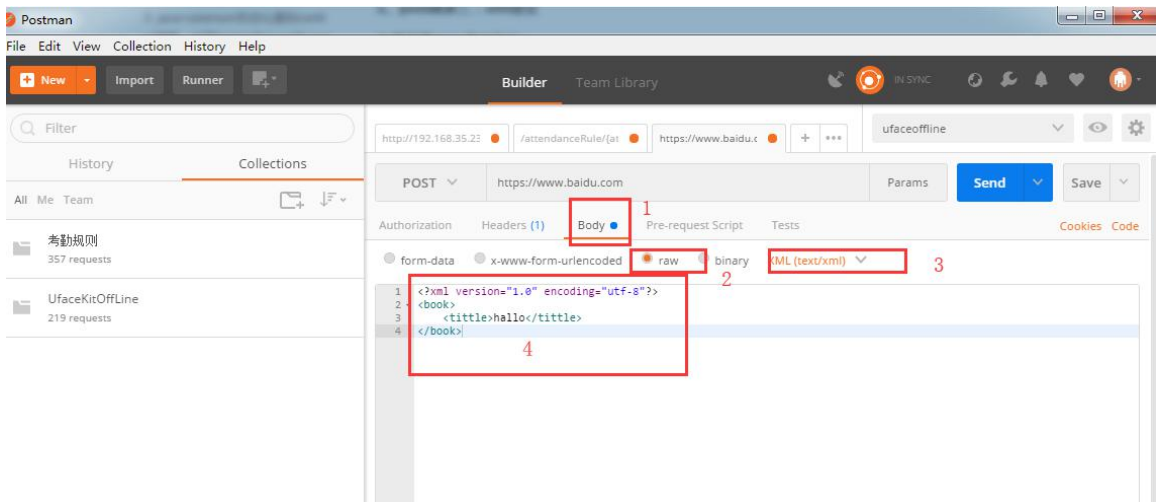 Postman
File Edit View Collection History Help
New Import Runner Builder Team Library IN SYNC
Filter
History Collections
All Me Team
考勤规则
357 requests
UfaceKitOffLine
219 requests
http://192.168.35.23 /attendanceRule/{at https://www.baidu.c + ••• ufaceoffline
POST https://www.baidu.com Params Send Save
1
Authorization Headers (1) Body Pre-request Script Tests Cookies Code
form-data x-www-form-urlencoded raw binary XML (text/xml)
2
3
1 <?xml version="1.0" encoding="utf-8"?>
2 <book>
3 <tittle>hallo</tittle>
4 </book>
4